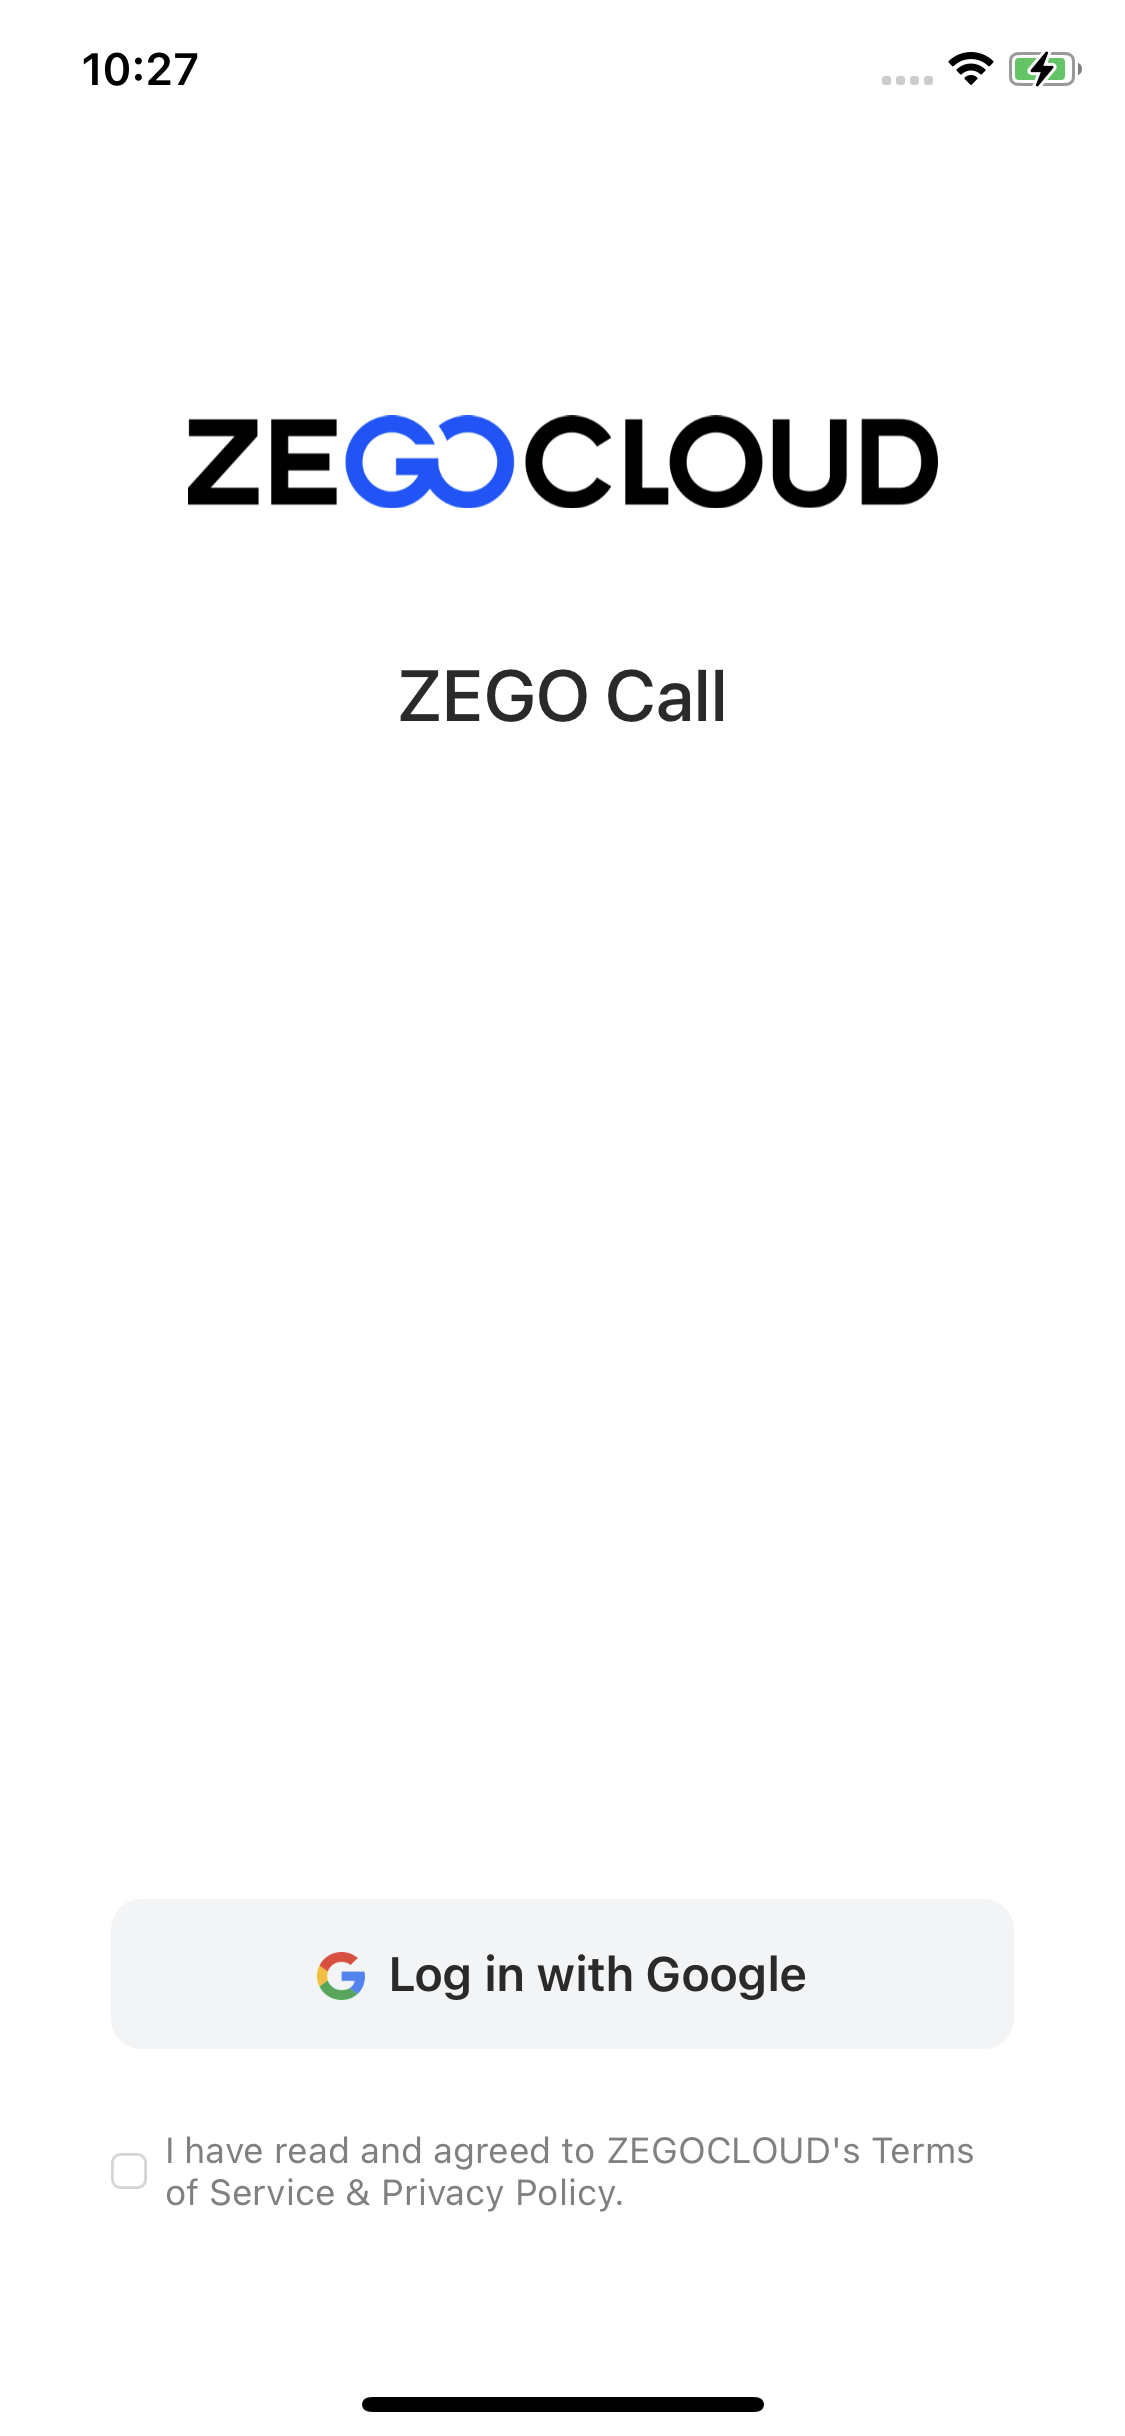 10:27
ZEGOCLOUD
ZEGO Call
Log in with Google
I have read and agreed to ZEGOCLOUD's Terms
of Service & Privacy Policy.